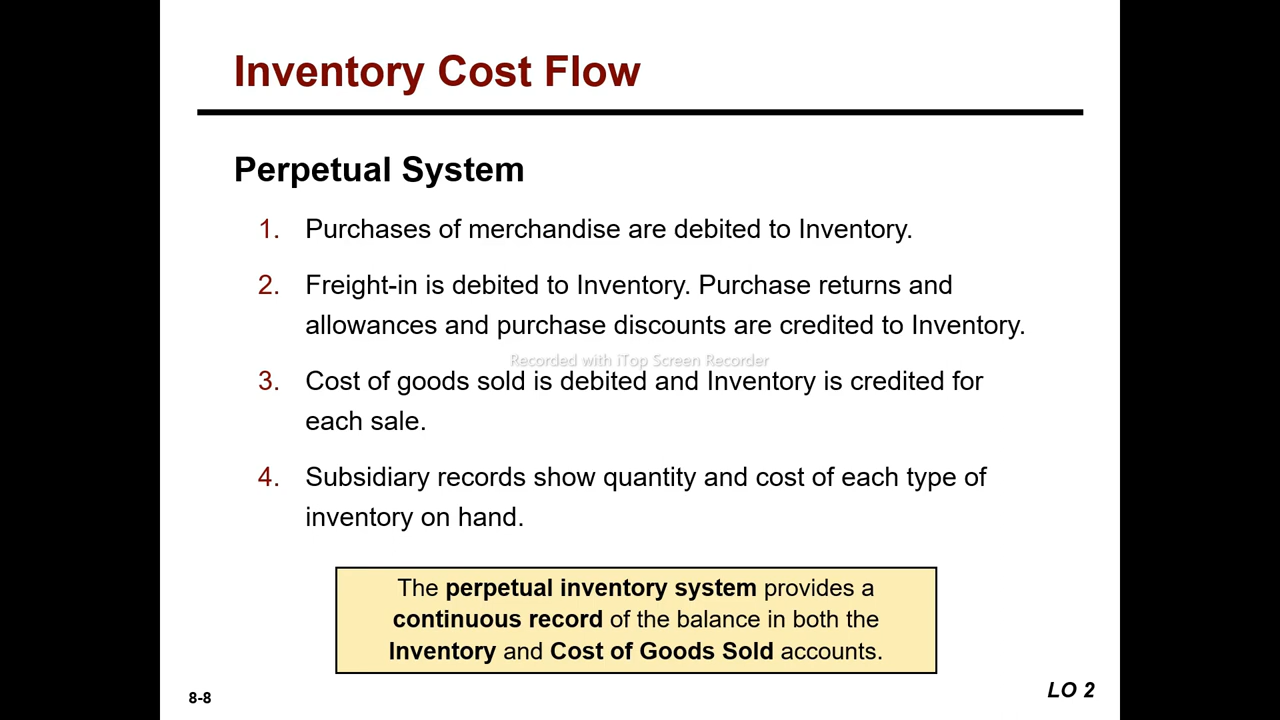 Inventory Cost Flow
Perpetual System
1. Purchases of merchandise are debited to Inventory.
2. Freight-in is debited to Inventory. Purchase returns and
allowances and purchase discounts are credited to Inventory.
Recorded with iTop Screen Recorder
3. Cost of goods sold is debited and Inventory is credited for
each sale.
4. Subsidiary records show quantity and cost of each type of
inventory on hand.
The perpetual inventory system provides a
continuous record of the balance in both the
Inventory and Cost of Goods Sold accounts.
8-8
LO 2